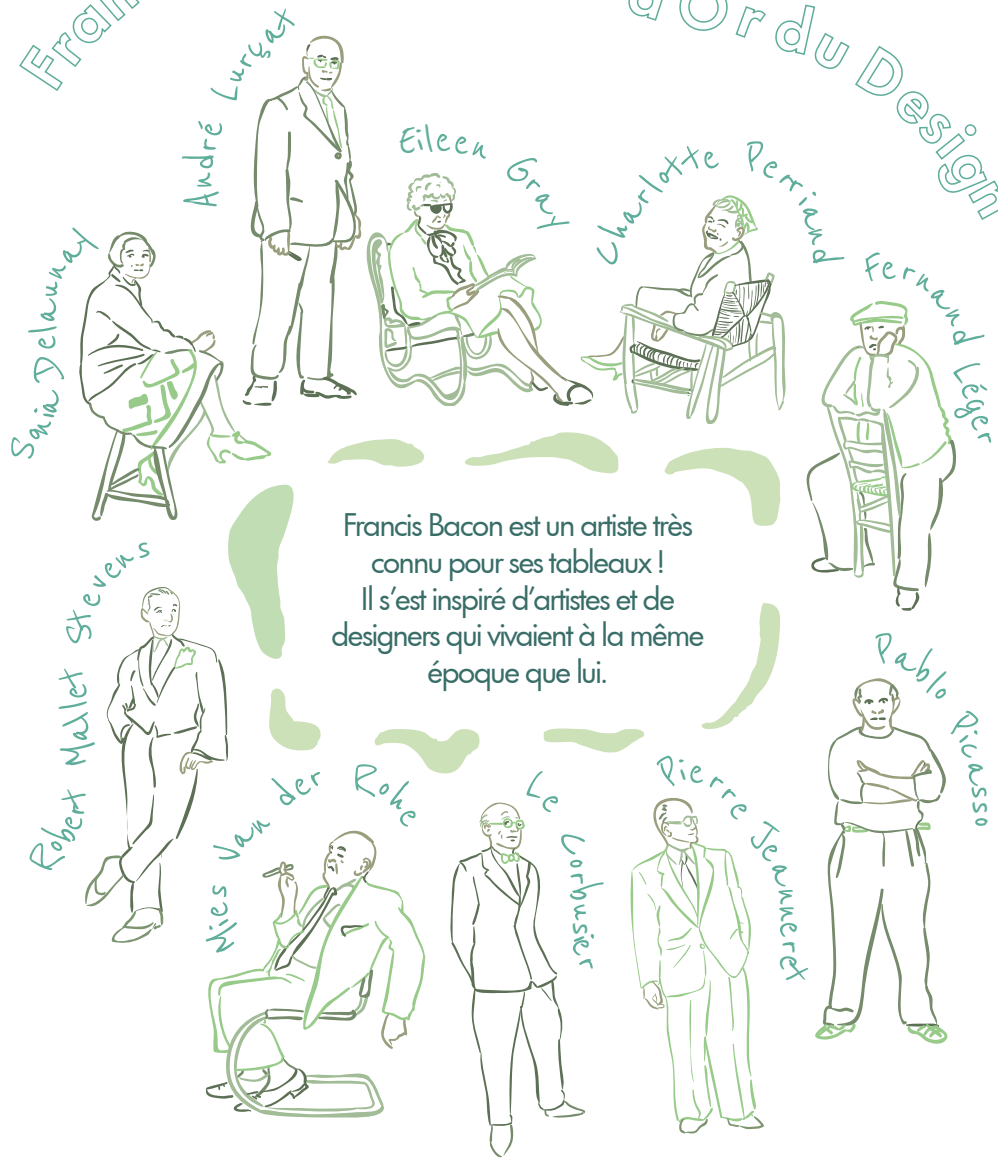 d'Or du Design
André Lurçat
Eileen Gray
Charlotte Perriand
Sonia Delaunay
Fernand Léger
Francis Bacon est un artiste très
connu pour ses tableaux !
Il s’est inspiré d’artistes et de
designers qui vivaient à la même
époque que lui.
Robert Mallet Stevens
Pablo Picasso
Mies Van der Rohe
Le Corbusier
Pierre Jeanneret